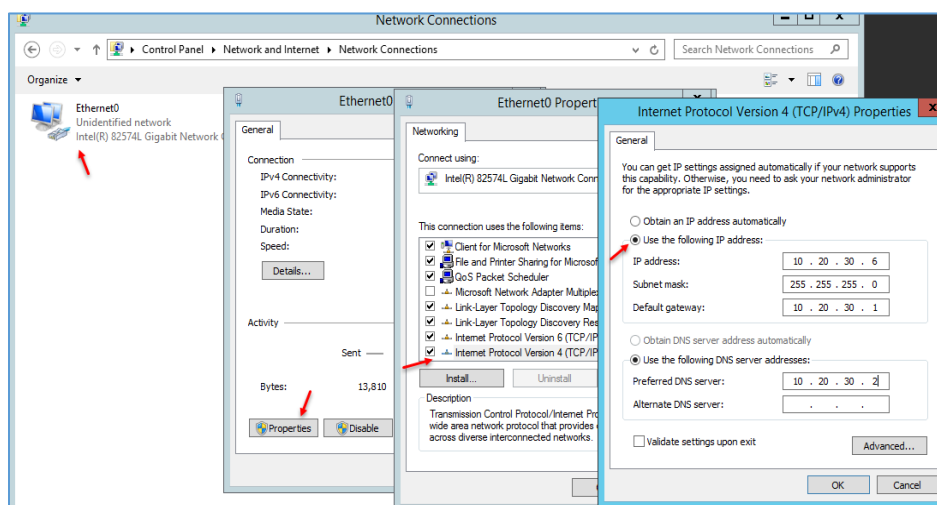 Network Connections
Control Panel Network and Internet Network Connections
Search Network Connections
Organize
Ethernet0
Unidentified network
Intel(R) 82574L Gigabit Network
Ethernet0
General
Connection
IPv4 Connectivity:
IPv6 Connectivity:
Media State:
Duration:
Speed:
Details...
Activity
Sent
Bytes: 13,810
Properties
Disable
Ethernet0 Propert
Networking
Connect using:
Intel(R) 82574L Gigabit Network Conn
This connection uses the following items:
Client for Microsoft Networks
File and Printer Sharing for Microsof
QoS Packet Scheduler
Microsoft Network Adapter Multiplex
Link-Layer Topology Discovery Map
Link-Layer Topology Discovery Res
Internet Protocol Version 6 (TCP/IP
Internet Protocol Version 4 (TCP/IP
Install...
Uninstall
Description
Transmission Control Protocol/Internet Pro
wide area network protocol that provides
across diverse interconnected networks.
Internet Protocol Version 4 (TCP/IPv4) Properties
X
General
You can get IP settings assigned automatically if your network supports
this capability. Otherwise, you need to ask your network administrator
for the appropriate IP settings.
Obtain an IP address automatically
Use the following IP address:
IP address: 10 . 20 . 30 . 6
Subnet mask: 255 . 255 . 255 . 0
Default gateway: 10 . 20 . 30 . 1
Obtain DNS server address automatically
Use the following DNS server addresses:
Preferred DNS server: 10 . 20 . 30 . 2
Alternate DNS server: . . .
Validate settings upon exit
Advanced...
OK
Cancel